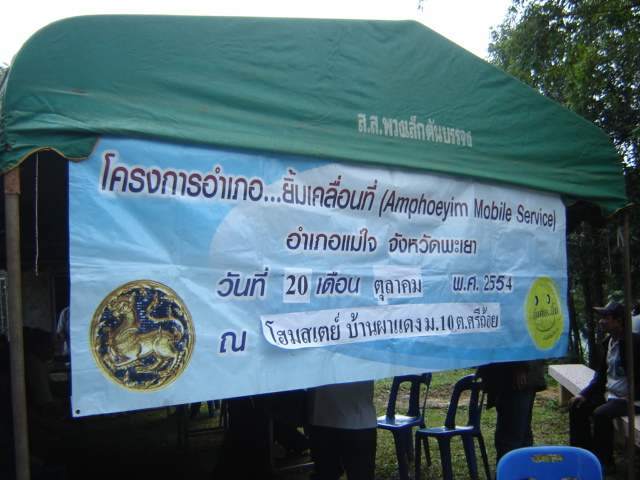 ส.ส.พวงเล็กตันบรรจง
โครงการอำเภอ...ยิ้มเคลื่อนที่ (Amphoeyim Mobile Service)
อำเภอแม่ใจ จังหวัดพะเยา
วันที่ 20 เดือน ตุลาคม พ.ศ. 2554
ณ โฮมสเตย์ บ้านผาแดง ม.10 ต.ศรีถ้อย